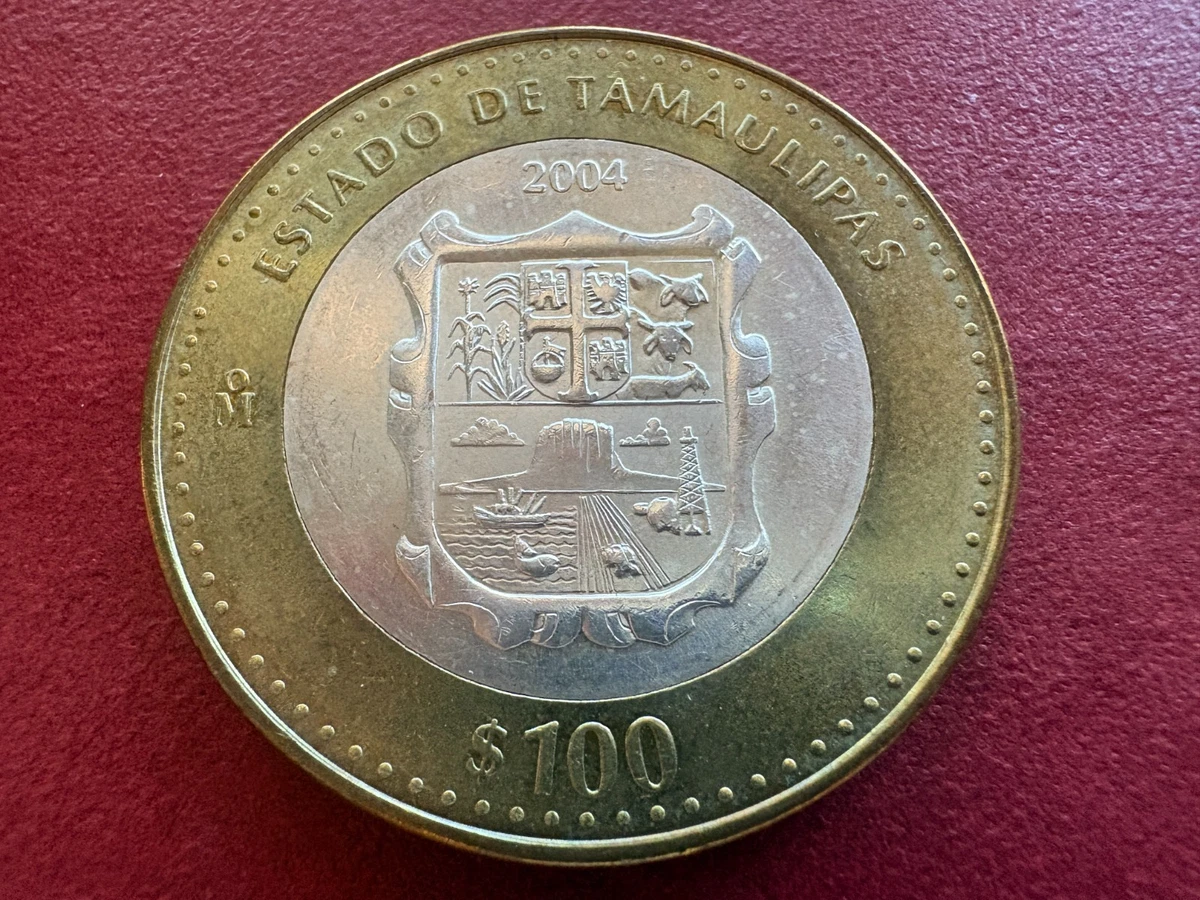 ESTADO DE TAMAULIPAS
2004
Mº
$100